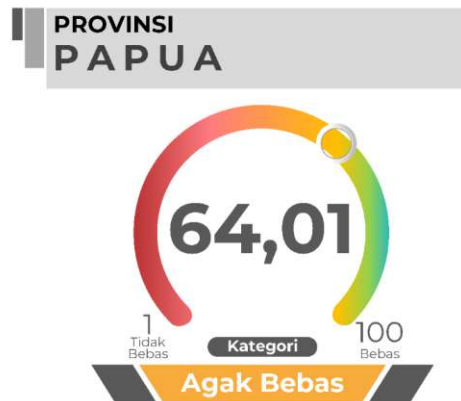 PROVINSI
PAPUA
64,01
1
Tidak
Bebas
Kategori
100
Bebas
Agak Bebas